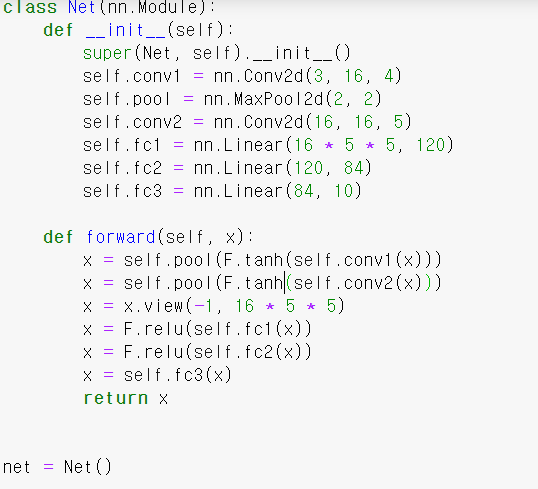 class Net(nn.Module):
    def __init__(self):
        super(Net, self).__init__()
        self.conv1 = nn.Conv2d(3, 16, 4)
        self.pool = nn.MaxPool2d(2, 2)
        self.conv2 = nn.Conv2d(16, 16, 5)
        self.fc1 = nn.Linear(16 * 5 * 5, 120)
        self.fc2 = nn.Linear(120, 84)
        self.fc3 = nn.Linear(84, 10)

    def forward(self, x):
        x = self.pool(F.tanh(self.conv1(x)))
        x = self.pool(F.tanh(self.conv2(x)))
        x = x.view(-1, 16 * 5 * 5)
        x = F.relu(self.fc1(x))
        x = F.relu(self.fc2(x))
        x = self.fc3(x)
        return x


net = Net()